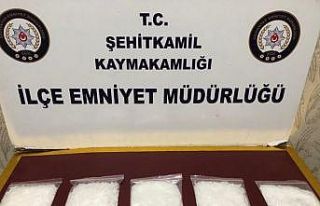 T.C.
ŞEHİTKAMİL
KAYMAKAMLIĞI
İLÇE EMNİYET MÜDÜRLÜĞÜ